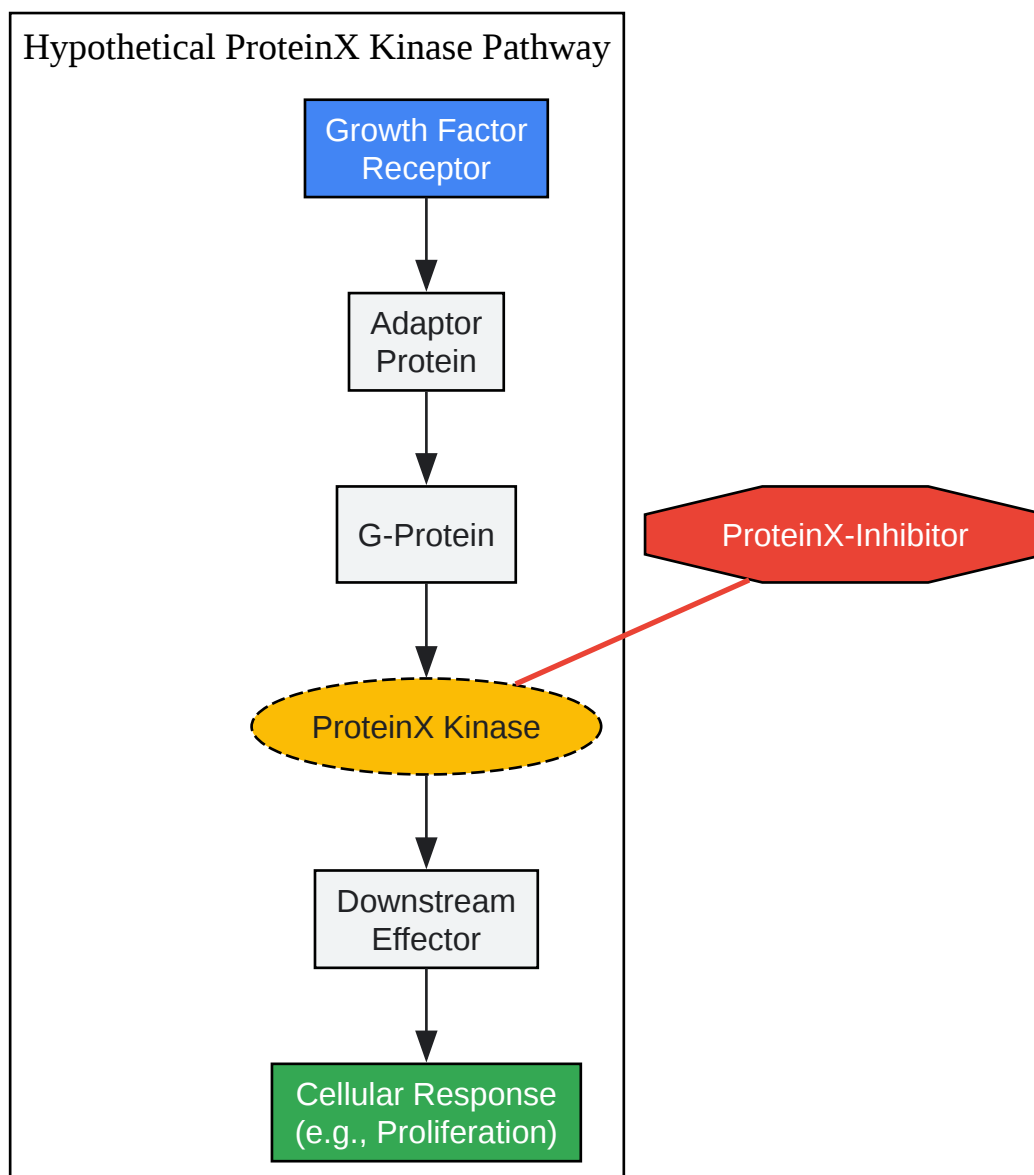 Hypothetical ProteinX Kinase Pathway
Growth Factor
Receptor
Adaptor
Protein
G-Protein
ProteinX-Inhibitor
ProteinX Kinase
Downstream
Effector
Cellular Response
(e.g., Proliferation)